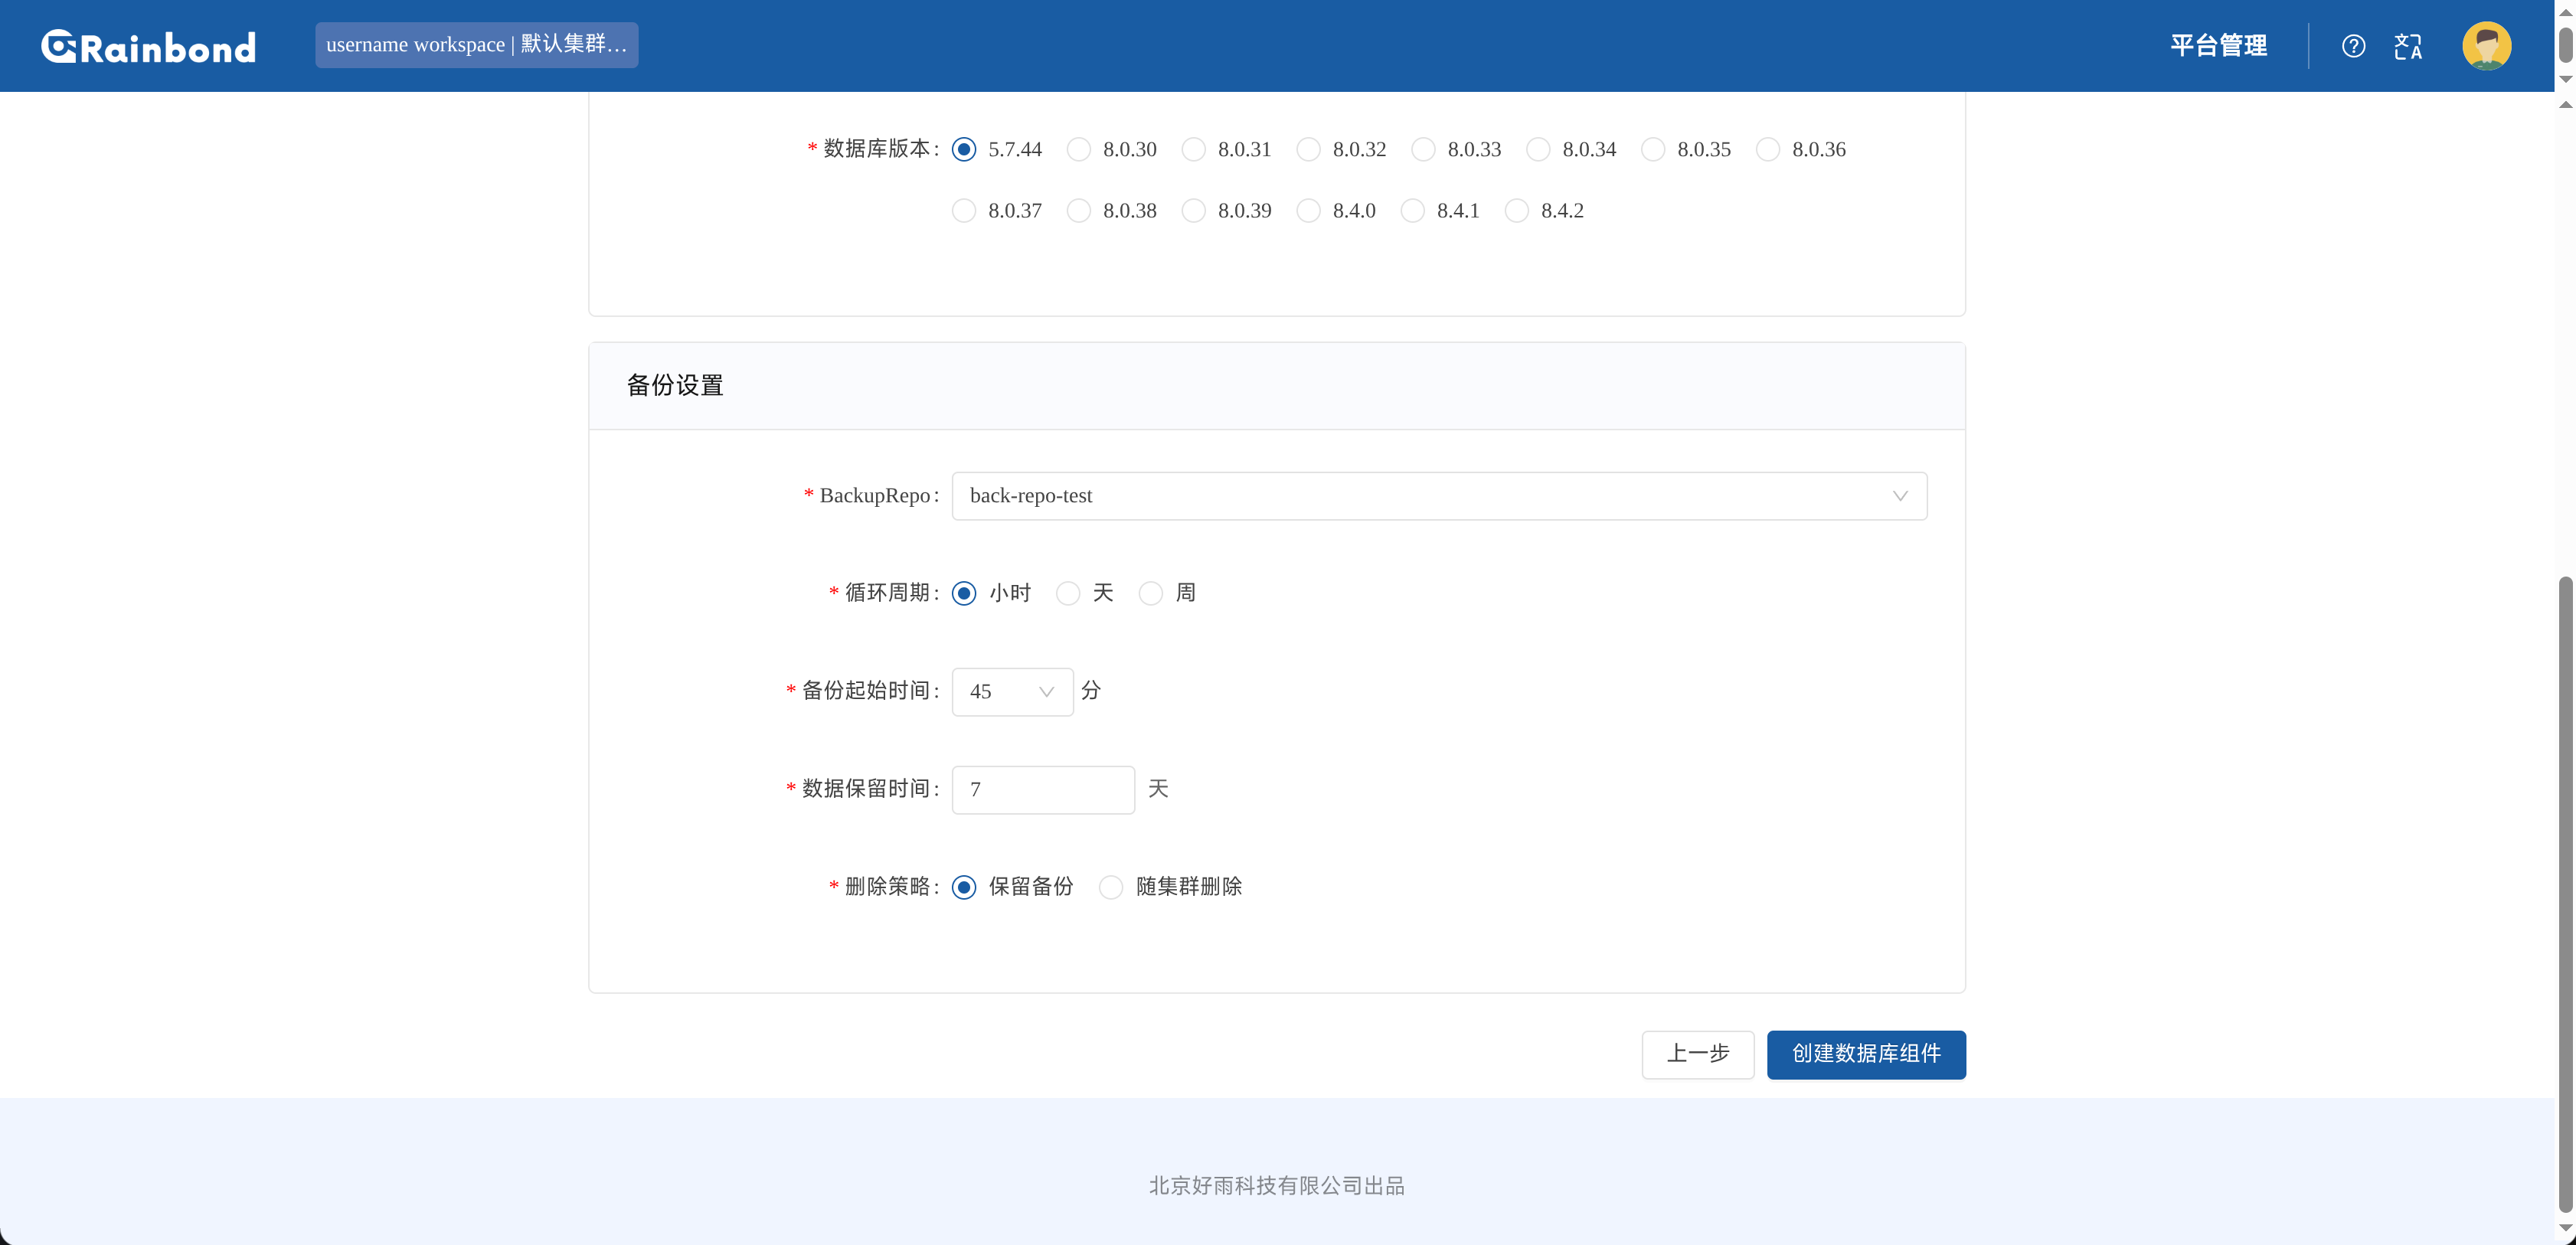 Rainbond
username workspace | 默认集群...
平台管理
* 数据库版本:
5.7.44 8.0.30 8.0.31 8.0.32 8.0.33 8.0.34 8.0.35 8.0.36
8.0.37 8.0.38 8.0.39 8.4.0 8.4.1 8.4.2
备份设置
* BackupRepo: back-repo-test
* 循环周期: 小时 天 周
* 备份起始时间: 45 分
* 数据保留时间: 7 天
* 删除策略: 保留备份 随集群删除
上一步 创建数据库组件
北京好雨科技有限公司出品